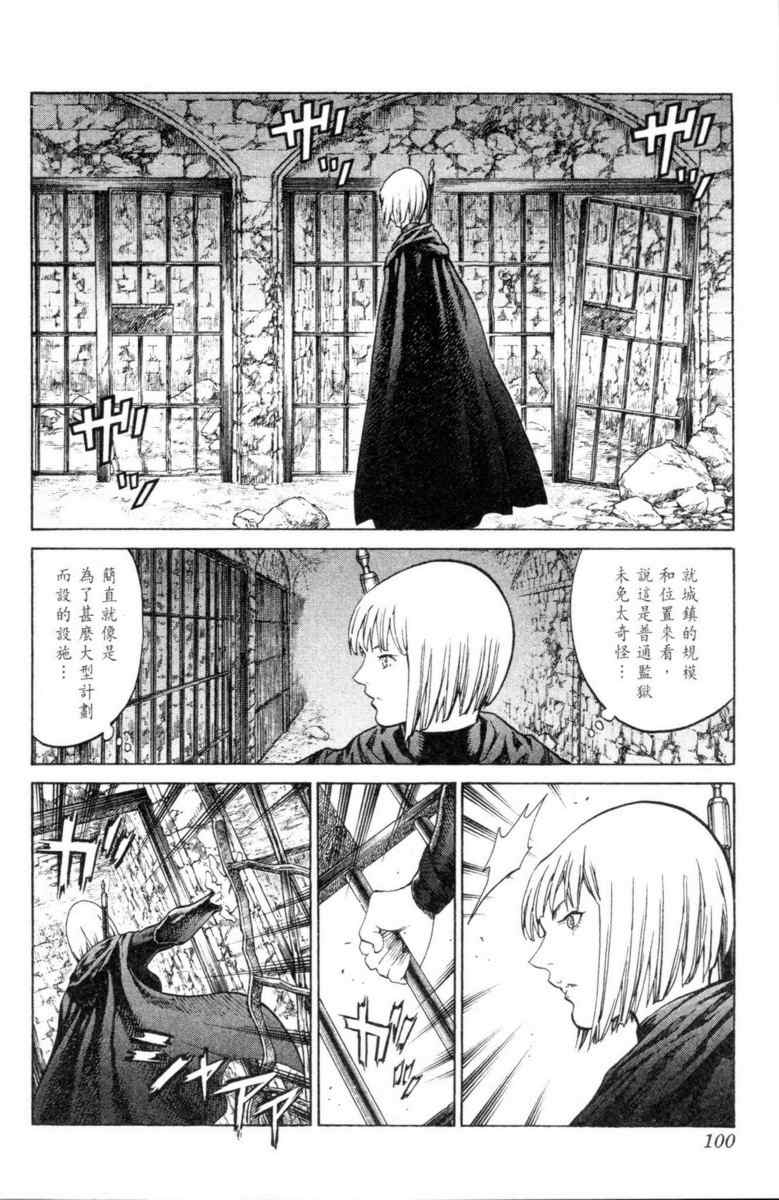 ザッ
ザッ
ザッ
就城鎮的規模
和位置來看，
說這是普通監獄
未免太奇怪…
簡直就像是
為了甚麼大型計劃
而設的設施…
ガッ
ガッ
シャアア
100